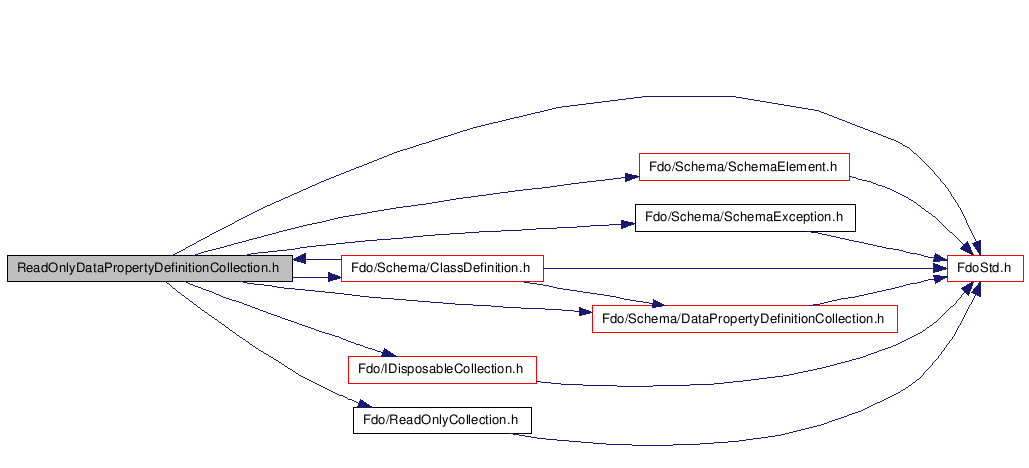 Fdo/Schema/SchemaElement.h
Fdo/Schema/SchemaException.h
ReadOnlyDataPropertyDefinitionCollection.h
Fdo/Schema/ClassDefinition.h
FdoStd.h
Fdo/Schema/DataPropertyDefinitionCollection.h
Fdo/IDisposableCollection.h
Fdo/ReadOnlyCollection.h